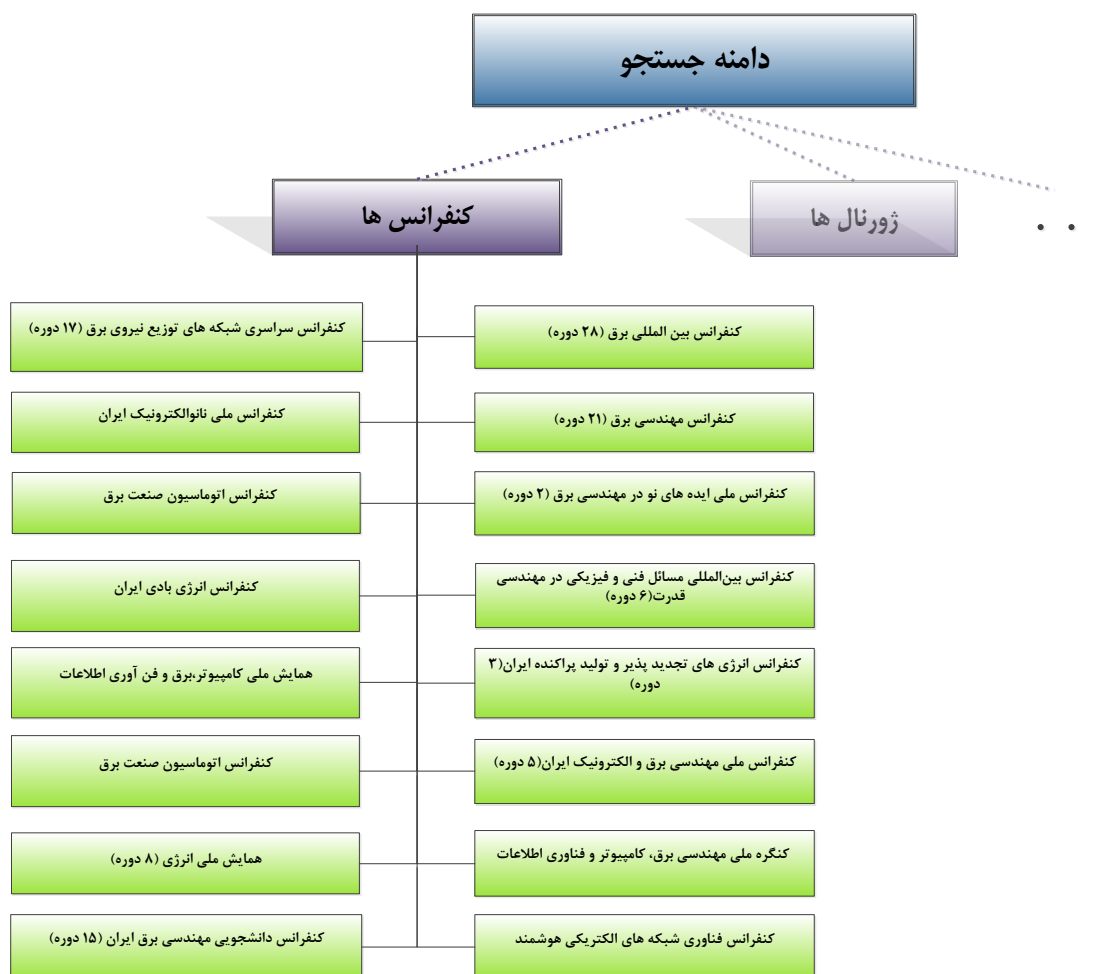 دامنه جستجو
کنفرانس ها
ژورنال ها
. .
کنفرانس بین المللی برق (۲۸ دوره)
کنفرانس سراسری شبکه های توزیع نیروی برق (۱۷ دوره)
کنفرانس مهندسی برق (۲۱ دوره)
کنفرانس ملی نانوالکترونیک ایران
کنفرانس ملی ایده های نو در مهندسی برق (۲ دوره)
کنفرانس اتوماسیون صنعت برق
کنفرانس بین‌المللی مسائل فنی و فیزیکی در مهندسی
قدرت(۶ دوره)
کنفرانس انرژی بادی ایران
کنفرانس انرژی های تجدید پذیر و تولید پراکنده ایران(۳
دوره)
همایش ملی کامپیوتر،برق و فن آوری اطلاعات
کنفرانس ملی مهندسی برق و الکترونیک ایران(۵ دوره)
کنفرانس اتوماسیون صنعت برق
کنگره ملی مهندسی برق، کامپیوتر و فناوری اطلاعات
همایش ملی انرژی (۸ دوره)
کنفرانس فناوری شبکه های الکتریکی هوشمند
کنفرانس دانشجویی مهندسی برق ایران (۱۵ دوره)